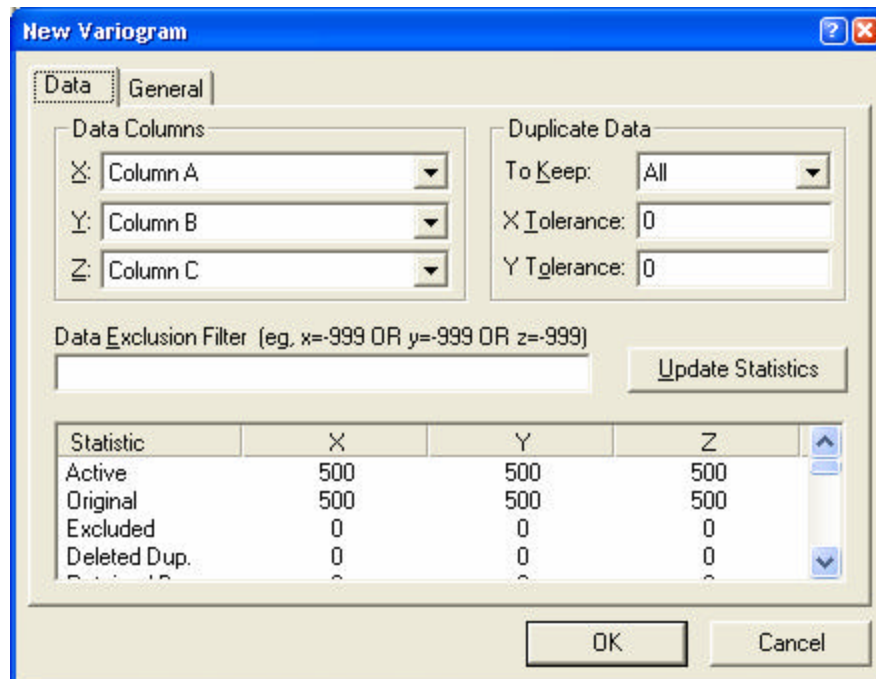 New Variogram
Data
General
Data Columns
X: Column A
Y: Column B
Z: Column C
Duplicate Data
To Keep: All
X Tolerance: 0
Y Tolerance: 0
Data Exclusion Filter (eg, x=-999 OR y=-999 OR z=-999)
Update Statistics
Statistic X Y Z
Active 500 500 500
Original 500 500 500
Excluded 0 0 0
Deleted Dup. 0 0 0
OK
Cancel